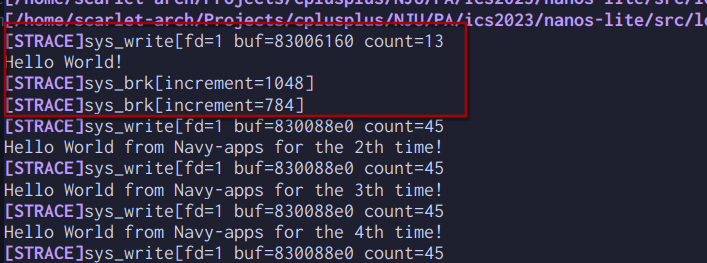 [/home/scarlet-arch/Projects/cplusplus/NJU/PA/ics2023/nanos-lite/src/lo
[STRACE]sys_write[fd=1 buf=83006160 count=13
Hello World!
[STRACE]sys_brk[increment=1048]
[STRACE]sys_brk[increment=784]
[STRACE]sys_write[fd=1 buf=830088e0 count=45
Hello World from Navy-apps for the 2th time!
[STRACE]sys_write[fd=1 buf=830088e0 count=45
Hello World from Navy-apps for the 3th time!
[STRACE]sys_write[fd=1 buf=830088e0 count=45
Hello World from Navy-apps for the 4th time!
[STRACE]sys_write[fd=1 buf=830088e0 count=45